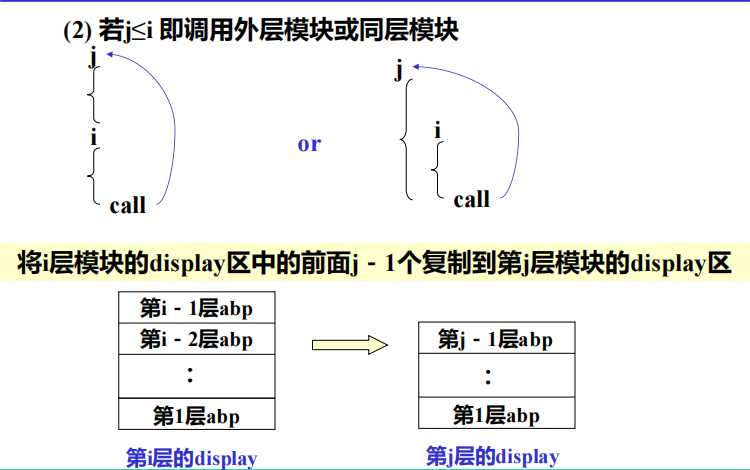 (2) 若j≤i 即调用外层模块或同层模块
j
i
call
or
j
i
call
将i层模块的display区中的前面j - 1个复制到第j层模块的display区
第i - 1层abp
第i - 2层abp
:
第1层abp
第i层的display
第j - 1层abp
:
第1层abp
第j层的display